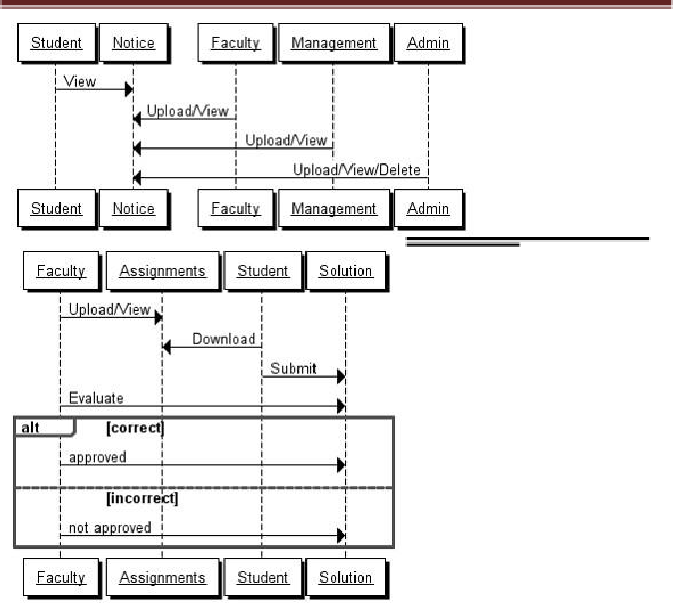 Student Notice Faculty Management Admin
View
Upload/View
Upload/View
Upload/View/Delete
Student Notice Faculty Management Admin
Faculty Assignments Student Solution
Upload/View
Download
Submit
Evaluate
alt [correct]
approved
[incorrect]
not approved
Faculty Assignments Student Solution